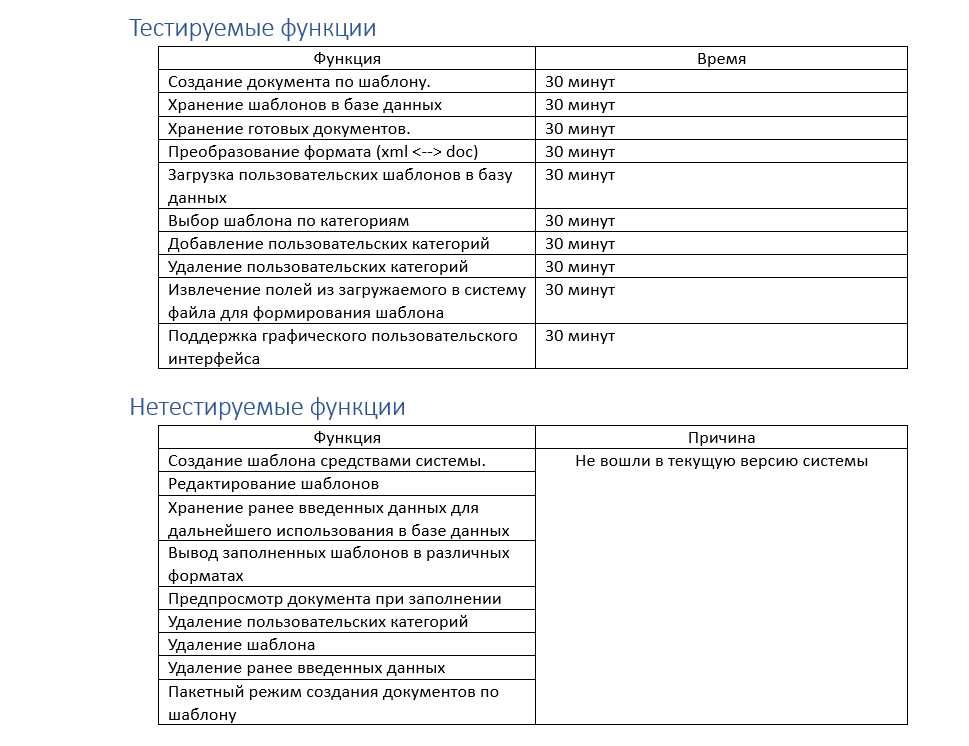 Тестируемые функции
Функция Время
Создание документа по шаблону. 30 минут
Хранение шаблонов в базе данных 30 минут
Хранение готовых документов. 30 минут
Преобразование формата (xml <--> doc) 30 минут
Загрузка пользовательских шаблонов в базу 30 минут
данных
Выбор шаблона по категориям 30 минут
Добавление пользовательских категорий 30 минут
Удаление пользовательских категорий 30 минут
Извлечение полей из загружаемого в систему 30 минут
файла для формирования шаблона
Поддержка графического пользовательского 30 минут
интерфейса
Нетестируемые функции
Функция Причина
Создание шаблона средствами системы. Не вошли в текущую версию системы
Редактирование шаблонов
Хранение ранее введенных данных для
дальнейшего использования в базе данных
Вывод заполненных шаблонов в различных
форматах
Предпросмотр документа при заполнении
Удаление пользовательских категорий
Удаление шаблона
Удаление ранее введенных данных
Пакетный режим создания документов по
шаблону